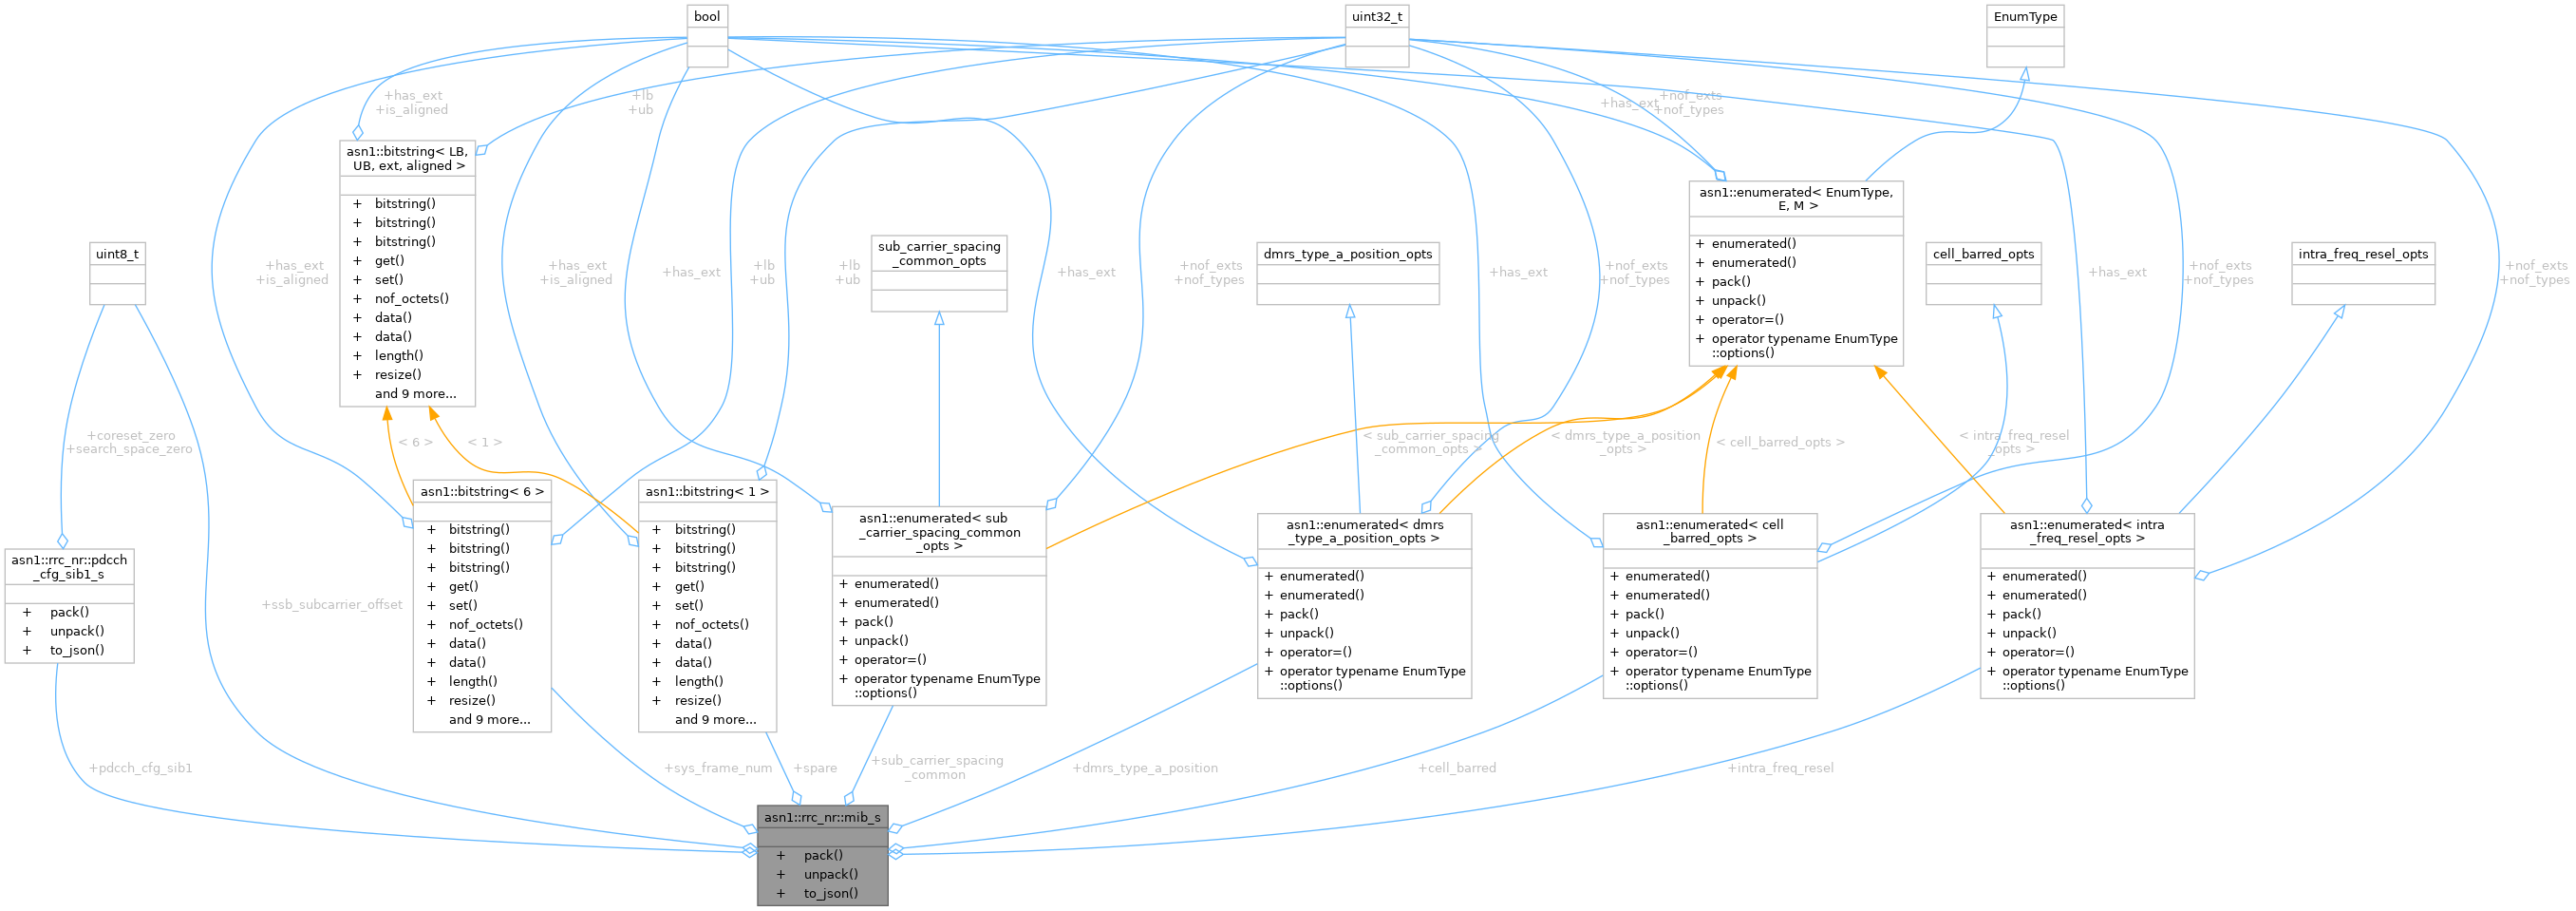 bool
uint32_t
EnumType
+has_ext
+is_aligned
+lb
+ub
+has_ext
+nof_exts
+nof_types
asn1::bitstring< LB,
UB, ext, aligned >
+ bitstring()
+ bitstring()
+ bitstring()
+ get()
+ set()
+ nof_octets()
+ data()
+ data()
+ length()
+ resize()
and 9 more...
asn1::enumerated< EnumType,
E, M >
+ enumerated()
+ enumerated()
+ pack()
+ unpack()
+ operator=()
+ operator typename EnumType
::options()
uint8_t
sub_carrier_spacing
_common_opts
dmrs_type_a_position_opts
cell_barred_opts
intra_freq_resel_opts
+has_ext
+is_aligned
+has_ext
+is_aligned
+has_ext
+lb
+ub
+lb
+ub
+has_ext
+nof_exts
+nof_types
+has_ext
+nof_exts
+nof_types
+has_ext
+nof_exts
+nof_types
+nof_exts
+nof_types
+coreset_zero
+search_space_zero
< 6 >
< 1 >
< sub_carrier_spacing
_common_opts >
< dmrs_type_a_position
_opts >
< cell_barred_opts >
< intra_freq_resel
_opts >
asn1::rrc_nr::pdcch
_cfg_sib1_s
+ pack()
+ unpack()
+ to_json()
+ssb_subcarrier_offset
asn1::bitstring< 6 >
+ bitstring()
+ bitstring()
+ bitstring()
+ get()
+ set()
+ nof_octets()
+ data()
+ data()
+ length()
+ resize()
and 9 more...
asn1::bitstring< 1 >
+ bitstring()
+ bitstring()
+ bitstring()
+ get()
+ set()
+ nof_octets()
+ data()
+ data()
+ length()
+ resize()
and 9 more...
asn1::enumerated< sub
_carrier_spacing_common
_opts >
+ enumerated()
+ enumerated()
+ pack()
+ unpack()
+ operator=()
+ operator typename EnumType
::options()
asn1::enumerated< dmrs
_type_a_position_opts >
+ enumerated()
+ enumerated()
+ pack()
+ unpack()
+ operator=()
+ operator typename EnumType
::options()
asn1::enumerated< cell
_barred_opts >
+ enumerated()
+ enumerated()
+ pack()
+ unpack()
+ operator=()
+ operator typename EnumType
::options()
asn1::enumerated< intra
_freq_resel_opts >
+ enumerated()
+ enumerated()
+ pack()
+ unpack()
+ operator=()
+ operator typename EnumType
::options()
+pdcch_cfg_sib1
+sys_frame_num
+spare
+sub_carrier_spacing
_common
+dmrs_type_a_position
+cell_barred
+intra_freq_resel
asn1::rrc_nr::mib_s
+ pack()
+ unpack()
+ to_json()